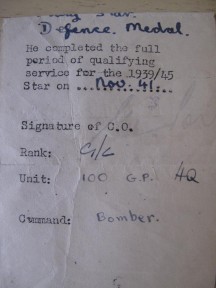 Star.
Defence Medal.
He completed the full
period of qualifying
service for the 1939/45
Star on ... Nov. 41...
Signature of C.O.
Rank: G/C
Unit: 100 G.P. HQ
Command: Bomber.